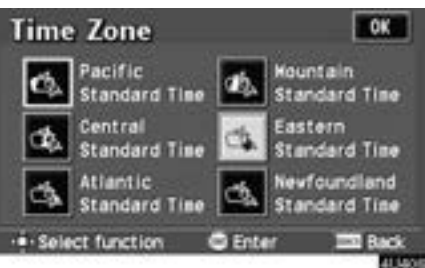 Time Zone
OK
Pacific
Standard Time
Mountain
Standard Time
Central
Standard Time
Eastern
Standard Time
Atlantic
Standard Time
Newfoundland
Standard Time
Select function
Enter
Back